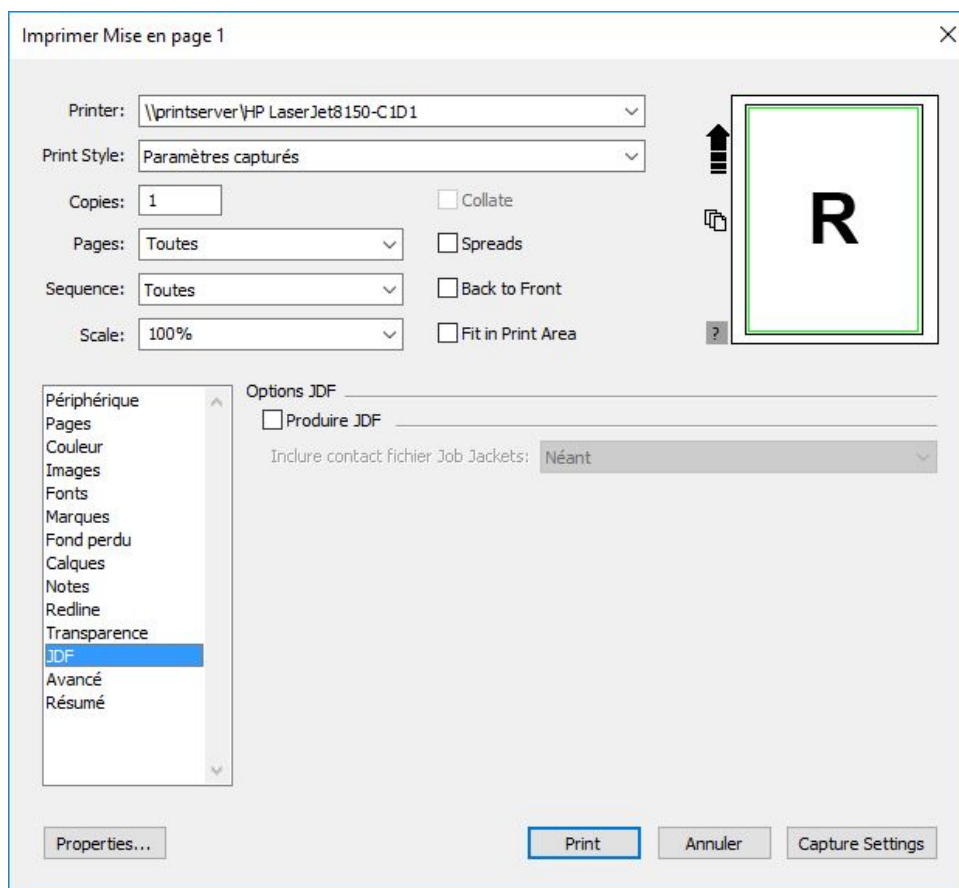 Imprimer Mise en page 1
Printer: \\printserver\HP LaserJet8150-C1D1
Print Style: Paramètres capturés
Copies: 1 Collate
Pages: Toutes Spreads
Sequence: Toutes Back to Front
Scale: 100% Fit in Print Area
R
?
Périphérique
Pages
Couleur
Images
Fonts
Marques
Fond perdu
Calques
Notes
Redline
Transparence
JDF
Avancé
Résumé
Options JDF
Produire JDF
Inclure contact fichier Job Jackets: Néant
Properties... Print Annuler Capture Settings